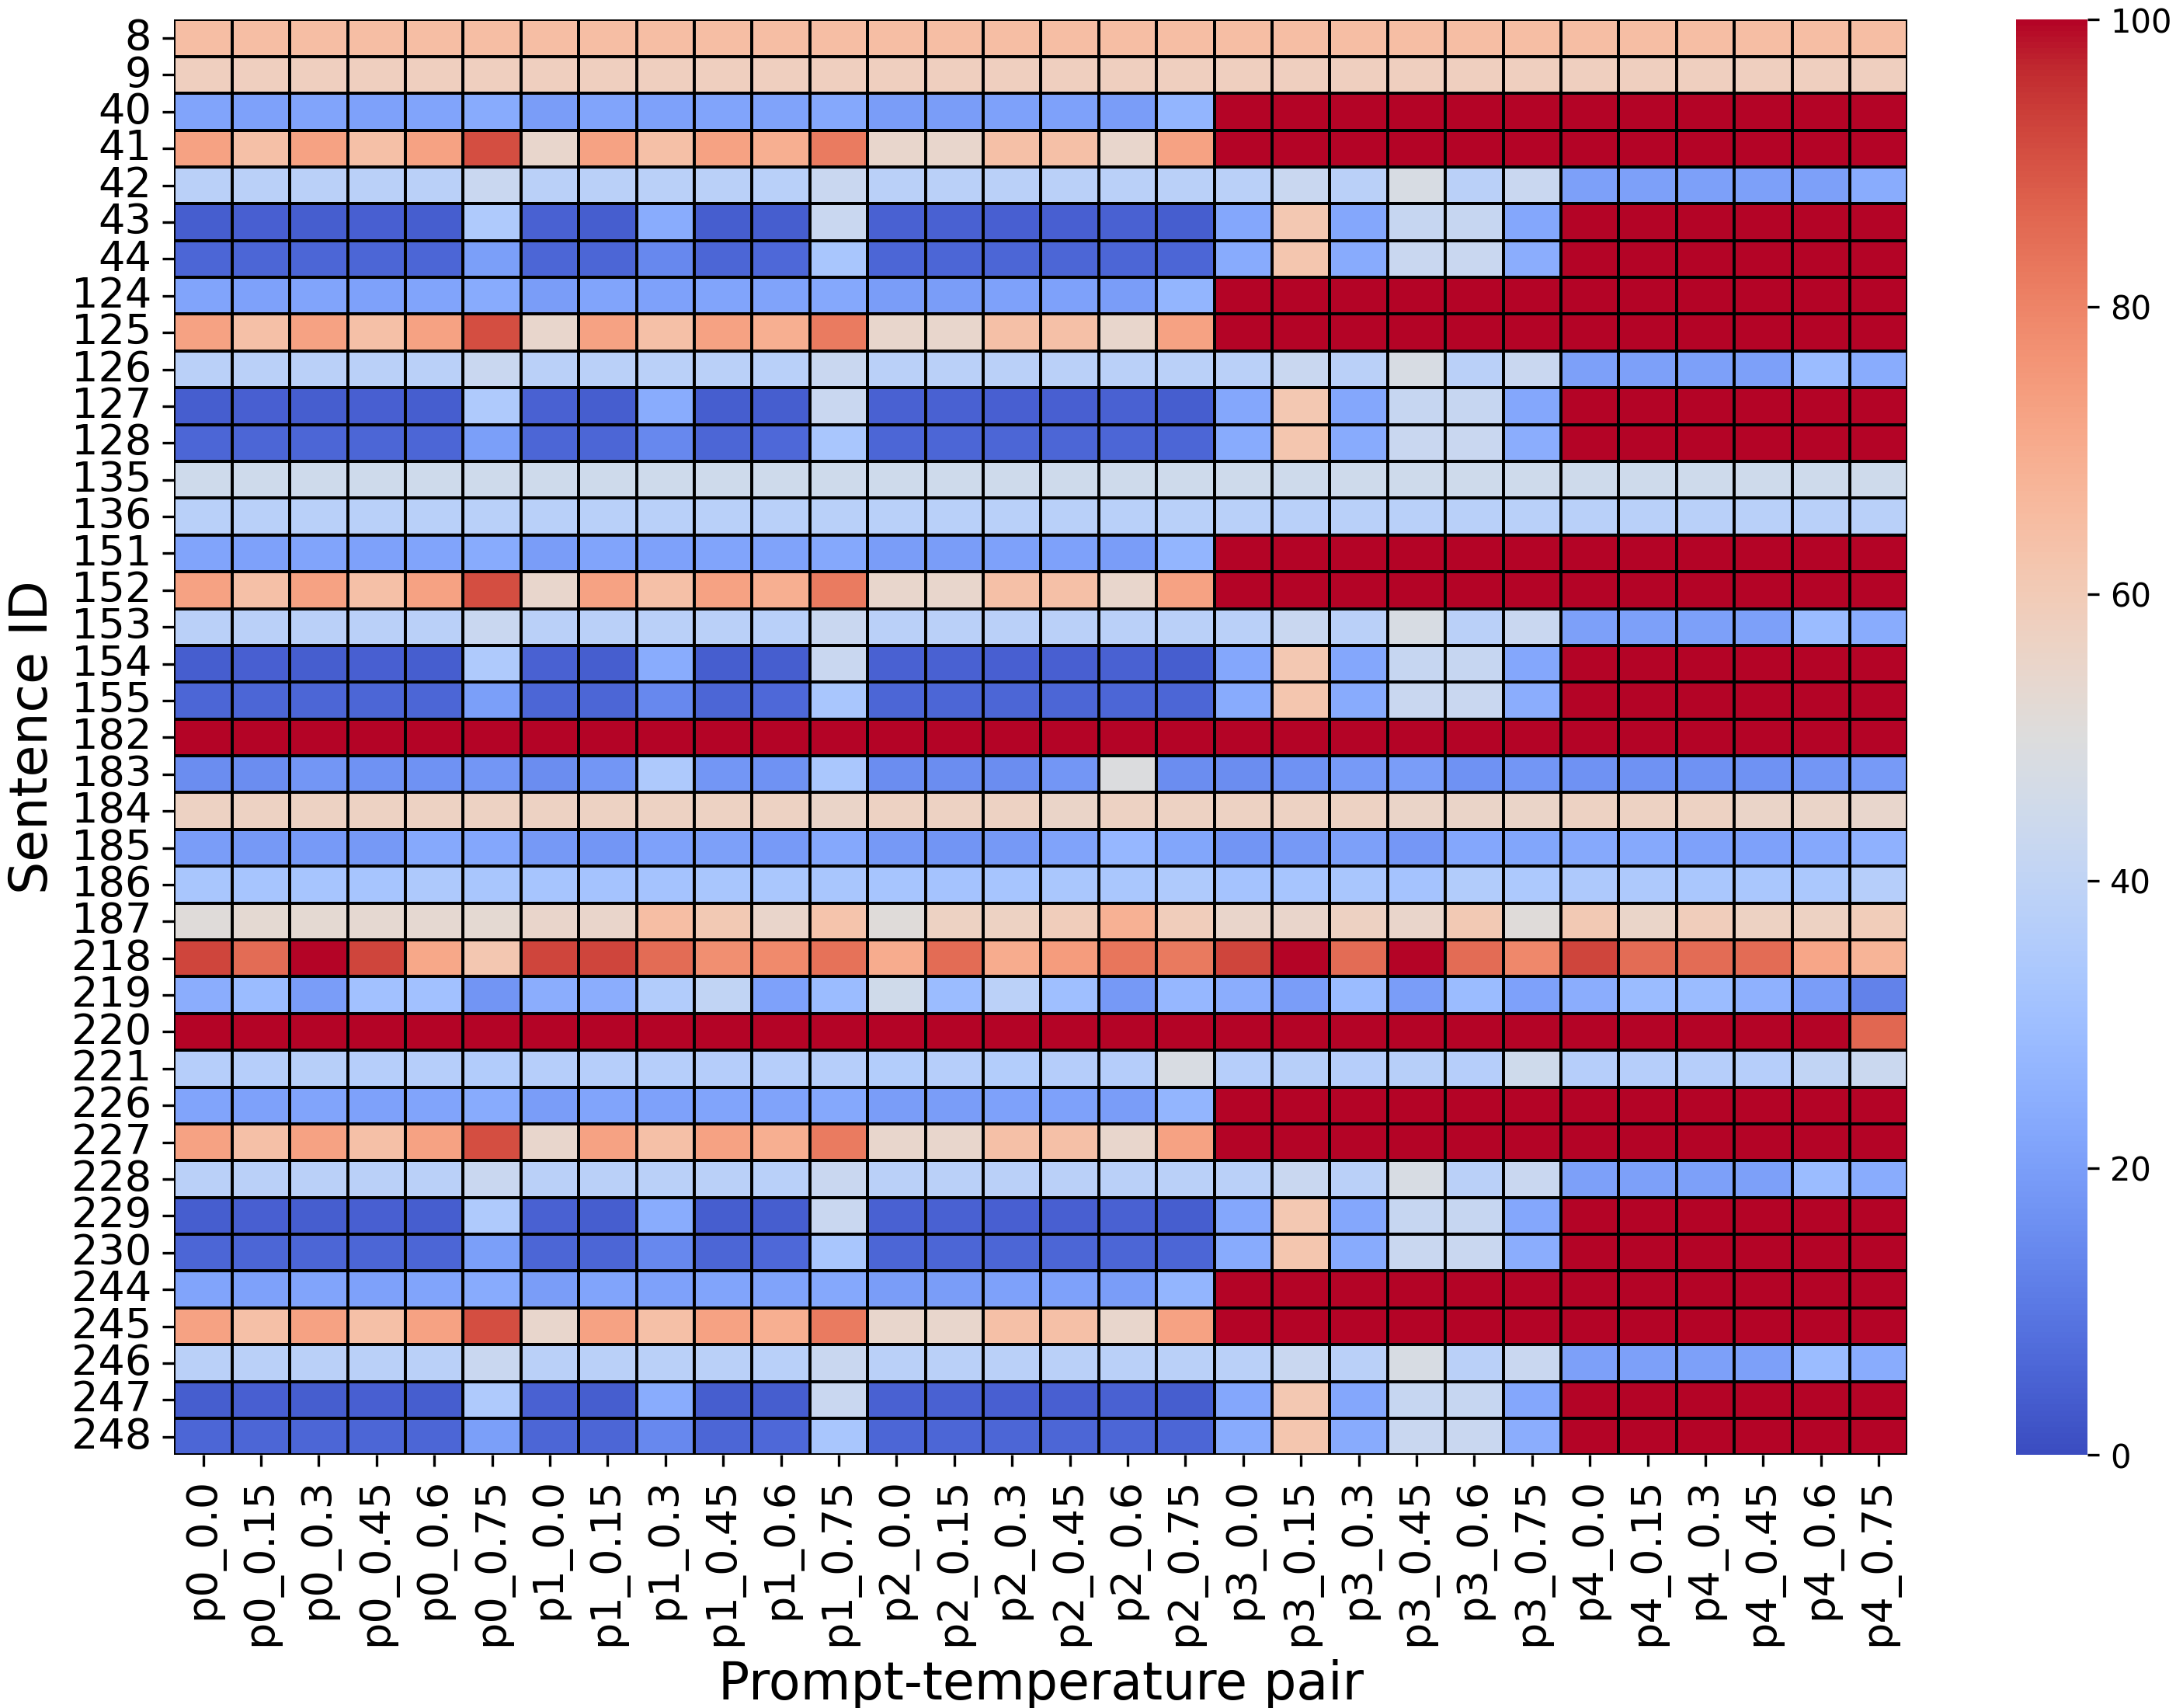 8
9
40
41
42
43
44
124
125
126
127
128
135
136
151
152
153
154
155
182
183
184
185
186
187
218
219
220
221
226
227
228
229
230
244
245
246
247
248
Sentence ID
p0_0.0
p0_0.15
p0_0.3
p0_0.45
p0_0.6
p0_0.75
p1_0.0
p1_0.15
p1_0.3
p1_0.45
p1_0.6
p1_0.75
p2_0.0
p2_0.15
p2_0.3
p2_0.45
p2_0.6
p2_0.75
p3_0.0
p3_0.15
p3_0.3
p3_0.45
p3_0.6
p3_0.75
p4_0.0
p4_0.15
p4_0.3
p4_0.45
p4_0.6
p4_0.75
Prompt-temperature pair
100
80
60
40
20
0